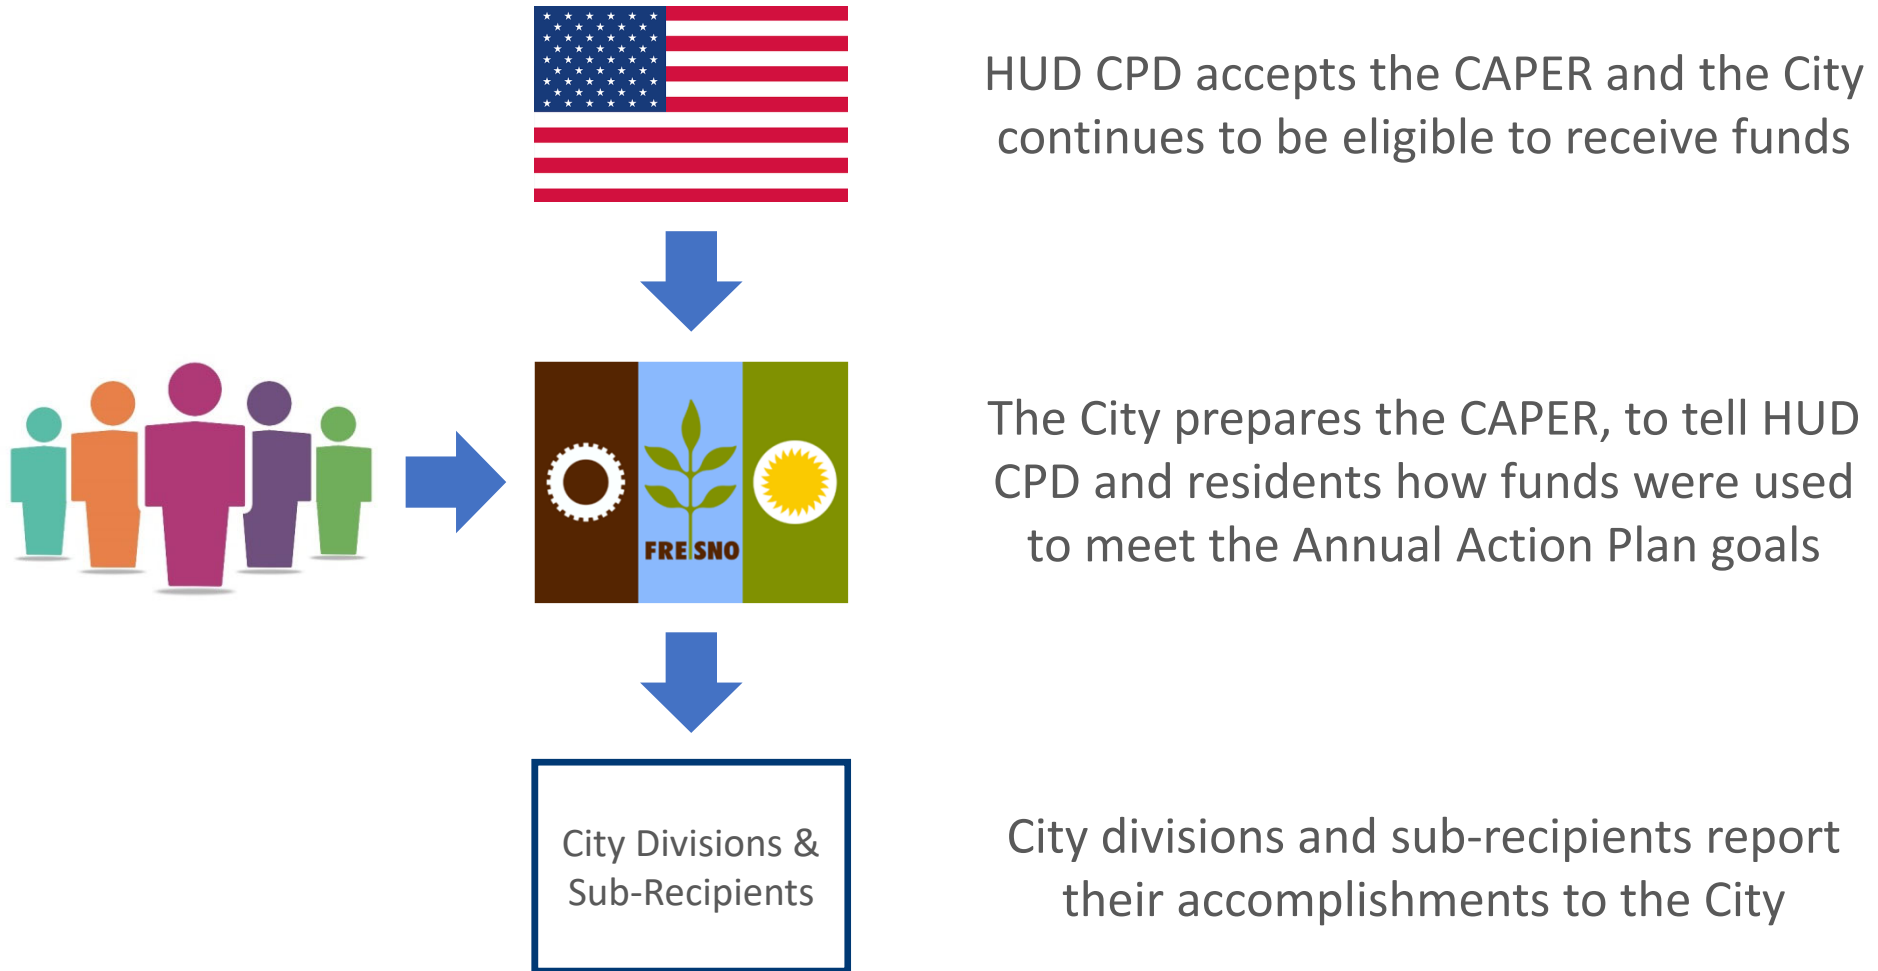 HUD CPD accepts the CAPER and the City
continues to be eligible to receive funds
FRESNO
The City prepares the CAPER, to tell HUD
CPD and residents how funds were used
to meet the Annual Action Plan goals
City Divisions &
Sub-Recipients
City divisions and sub-recipients report
their accomplishments to the City